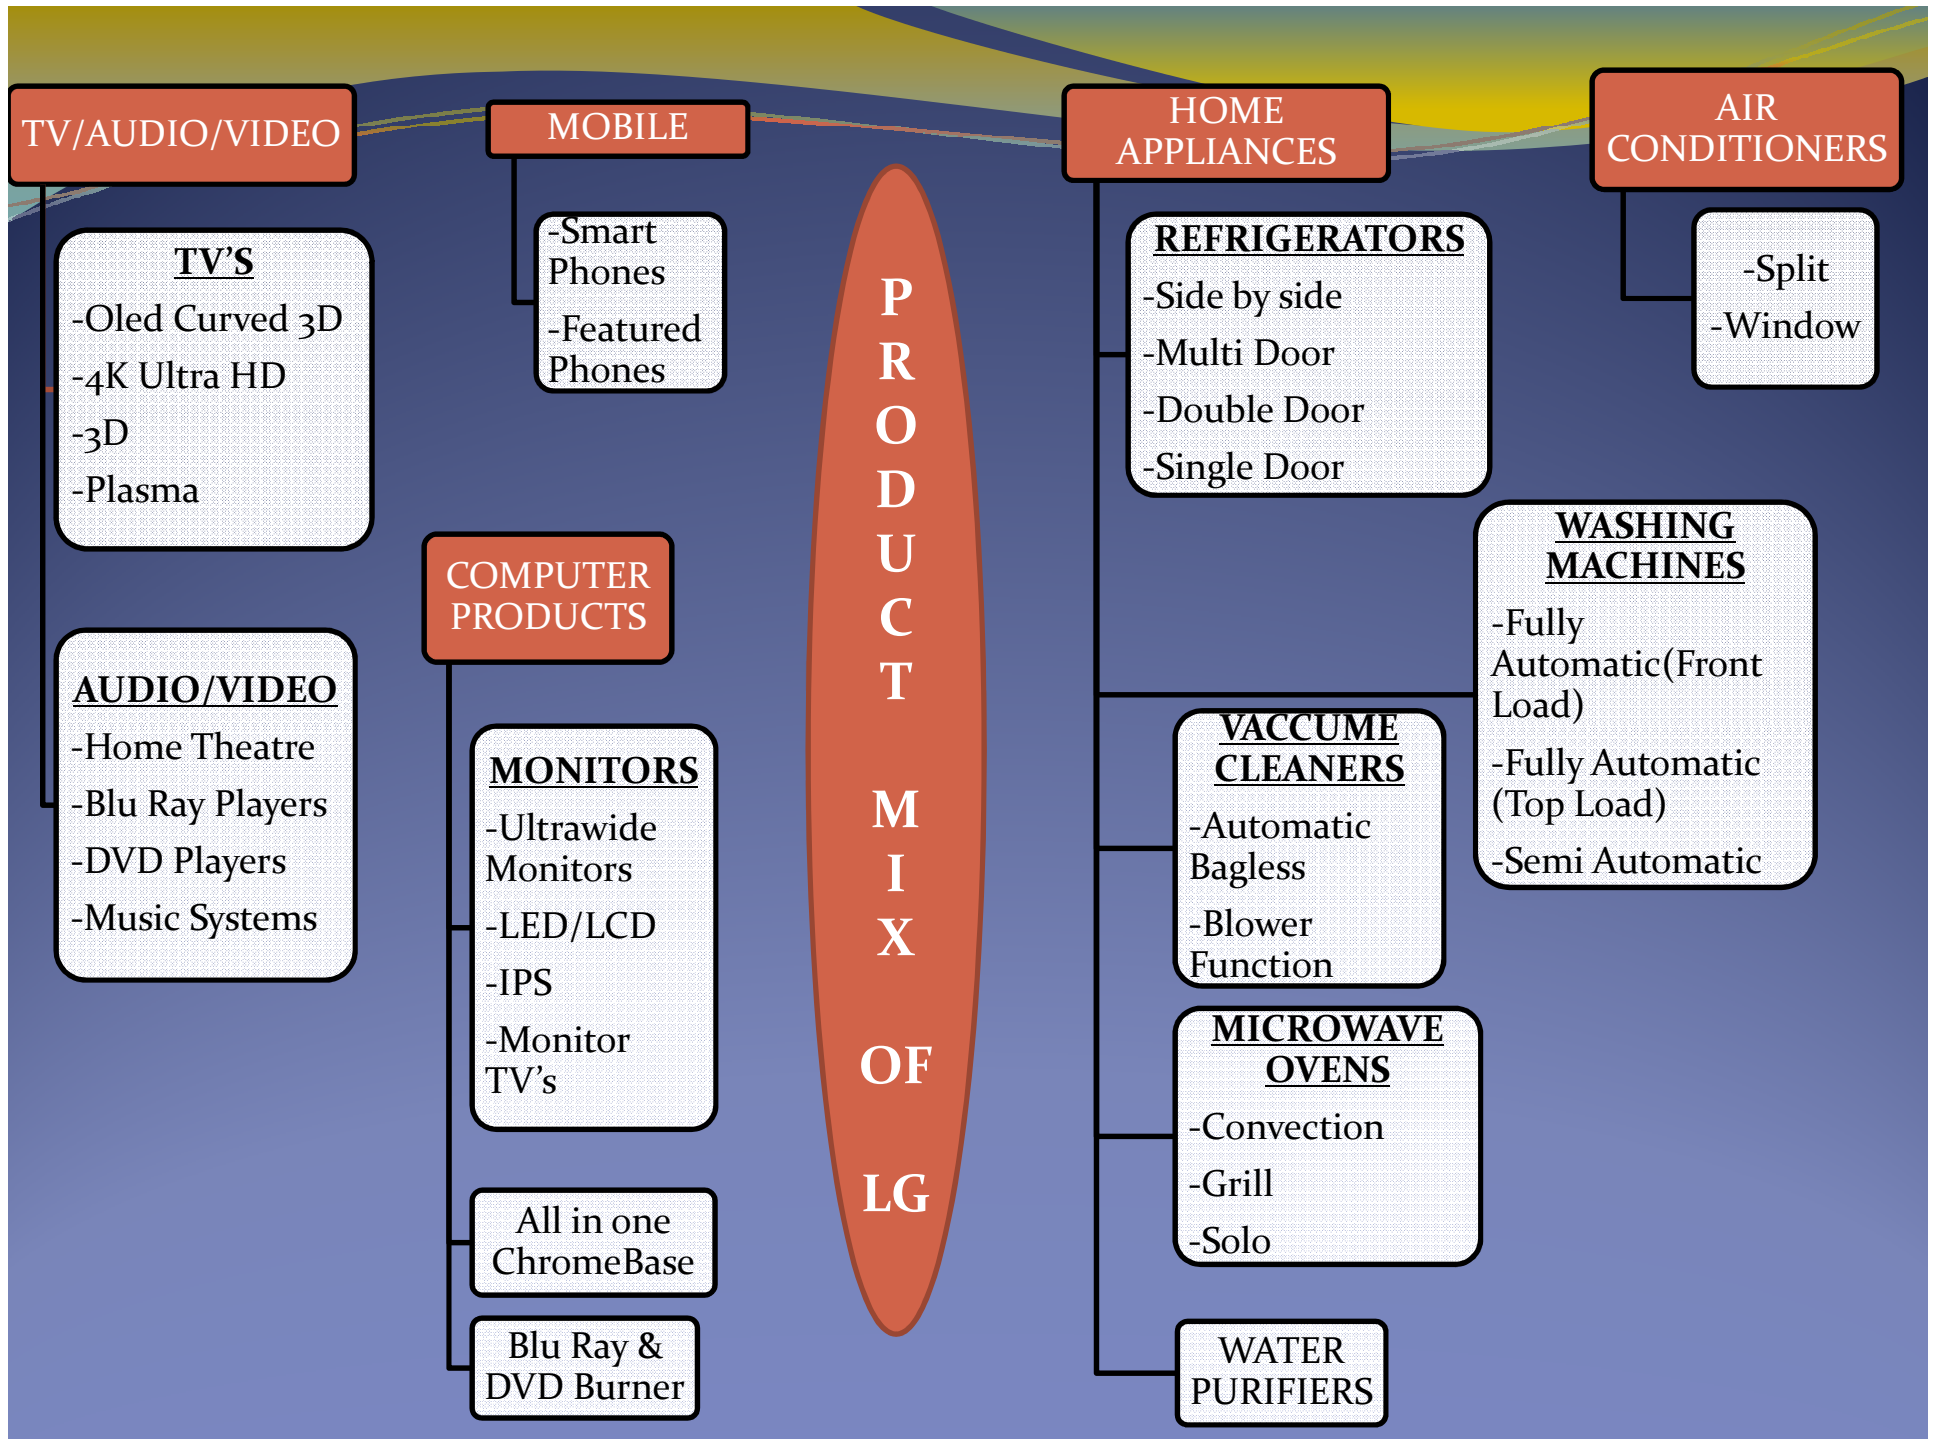 TV/AUDIO/VIDEO
TV'S
-Oled Curved 3D
-4K Ultra HD
-3D
-Plasma
AUDIO/VIDEO
-Home Theatre
-Blu Ray Players
-DVD Players
-Music Systems
MOBILE
-Smart
Phones
-Featured
Phones
COMPUTER
PRODUCTS
MONITORS
-Ultrawide
Monitors
-LED/LCD
-IPS
-Monitor
TV's
All in one
ChromeBase
Blu Ray &
DVD Burner
P
R
O
D
U
C
T
M
I
X
OF
LG
HOME
APPLIANCES
REFRIGERATORS
-Side by side
-Multi Door
-Double Door
-Single Door
WASHING
MACHINES
-Fully
Automatic(Front
Load)
-Fully Automatic
(Top Load)
-Semi Automatic
VACCUME
CLEANERS
-Automatic
Bagless
-Blower
Function
MICROWAVE
OVENS
-Convection
-Grill
-Solo
WATER
PURIFIERS
AIR
CONDITIONERS
-Split
-Window